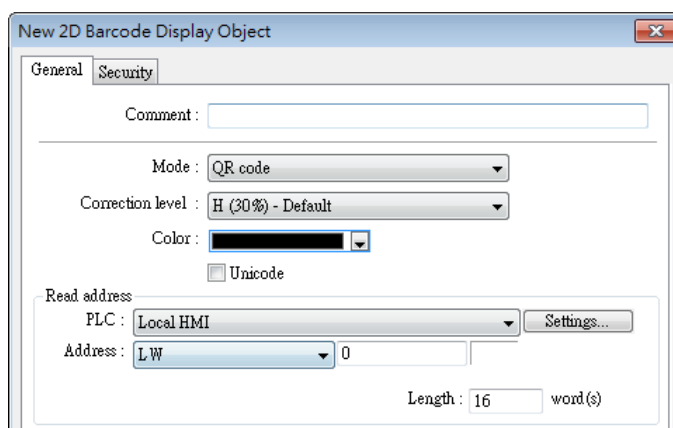 New 2D Barcode Display Object
General Security
Comment :
Mode : QR code
Correction level : H (30%) - Default
Color :
Unicode
Read address
PLC : Local HMI Settings...
Address : LW 0
Length : 16 word(s)